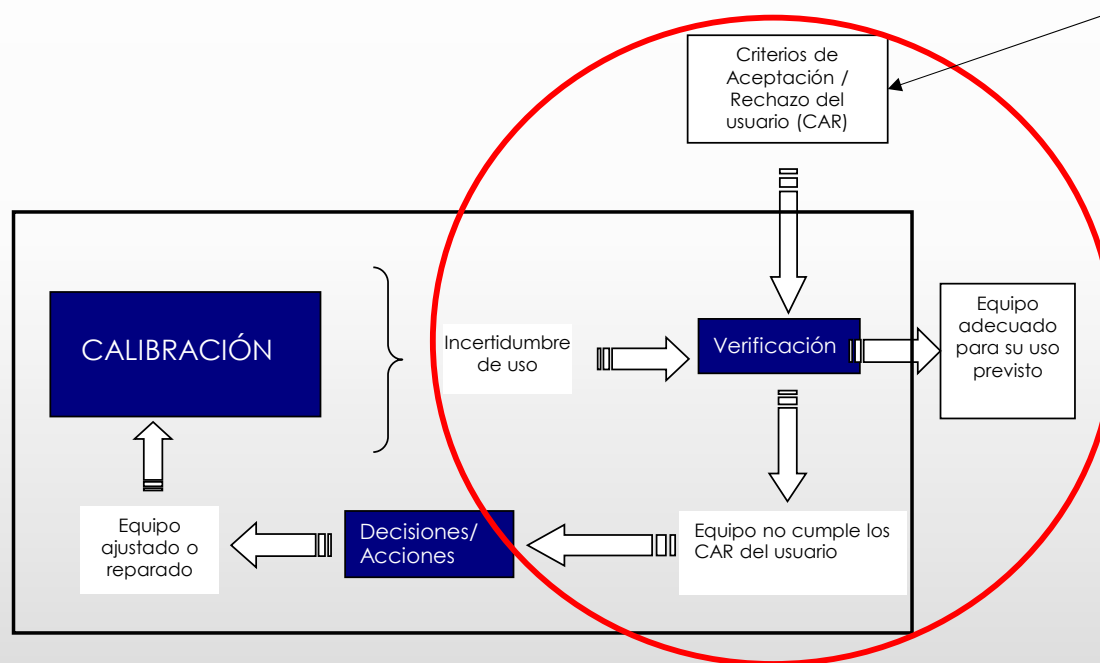 Criterios de
Aceptación /
Rechazo del
usuario (CAR)
CALIBRACIÓN
Incertidumbre
de uso
Verificación
Equipo
adecuado
para su uso
previsto
Equipo
ajustado o
reparado
Decisiones/
Acciones
Equipo no cumple los
CAR del usuario